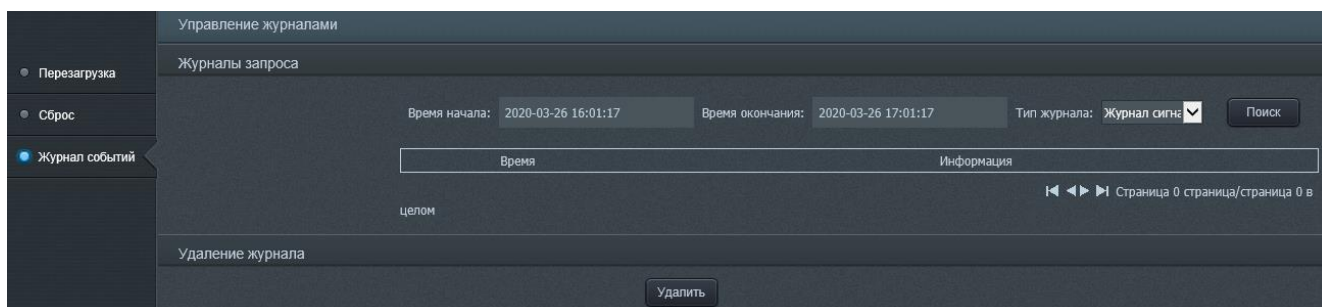 Управление журналами
Перезагрузка
Сброс
Журнал событий
Журналы запроса
Время начала: 2020-03-26 16:01:17 Время окончания: 2020-03-26 17:01:17 Тип журнала: Журнал сигна Поиск
Время Информация
Страница 0 страница/страница 0 в
целом
Удаление журнала
Удалить